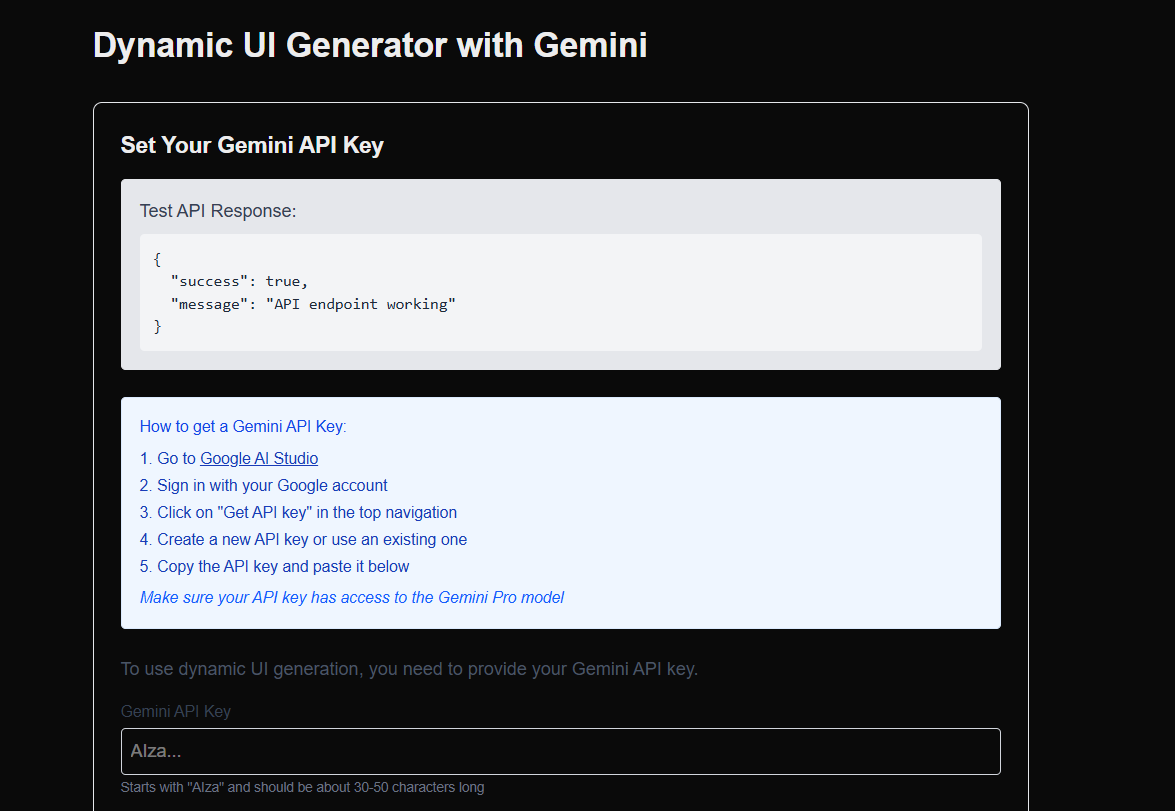 Dynamic UI Generator with Gemini
Set Your Gemini API Key
Test API Response:
{
  "success": true,
  "message": "API endpoint working"
}
How to get a Gemini API Key:
1. Go to Google AI Studio
2. Sign in with your Google account
3. Click on "Get API key" in the top navigation
4. Create a new API key or use an existing one
5. Copy the API key and paste it below
Make sure your API key has access to the Gemini Pro model
To use dynamic UI generation, you need to provide your Gemini API key.
Gemini API Key
AIza...
Starts with "AIza" and should be about 30-50 characters long